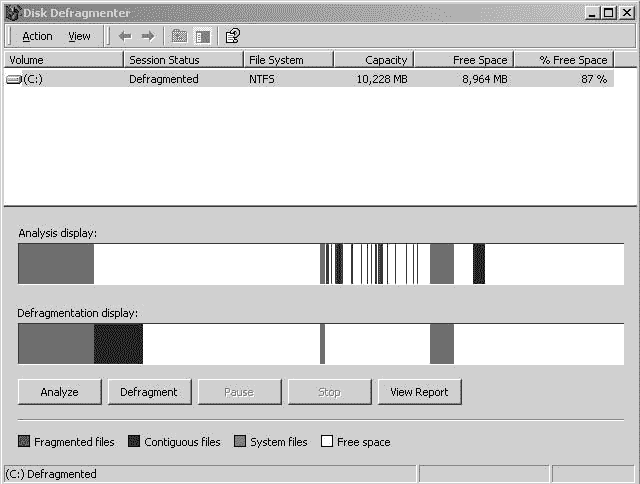 Disk Defragmenter
Action View
Volume Session Status File System Capacity Free Space % Free Space
(C:) Defragmented NTFS 10,228 MB 8,964 MB 87 %
Analysis display:
Defragmentation display:
Analyze Defragment Pause Stop View Report
Fragmented files Contiguous files System files Free space
(C:) Defragmented